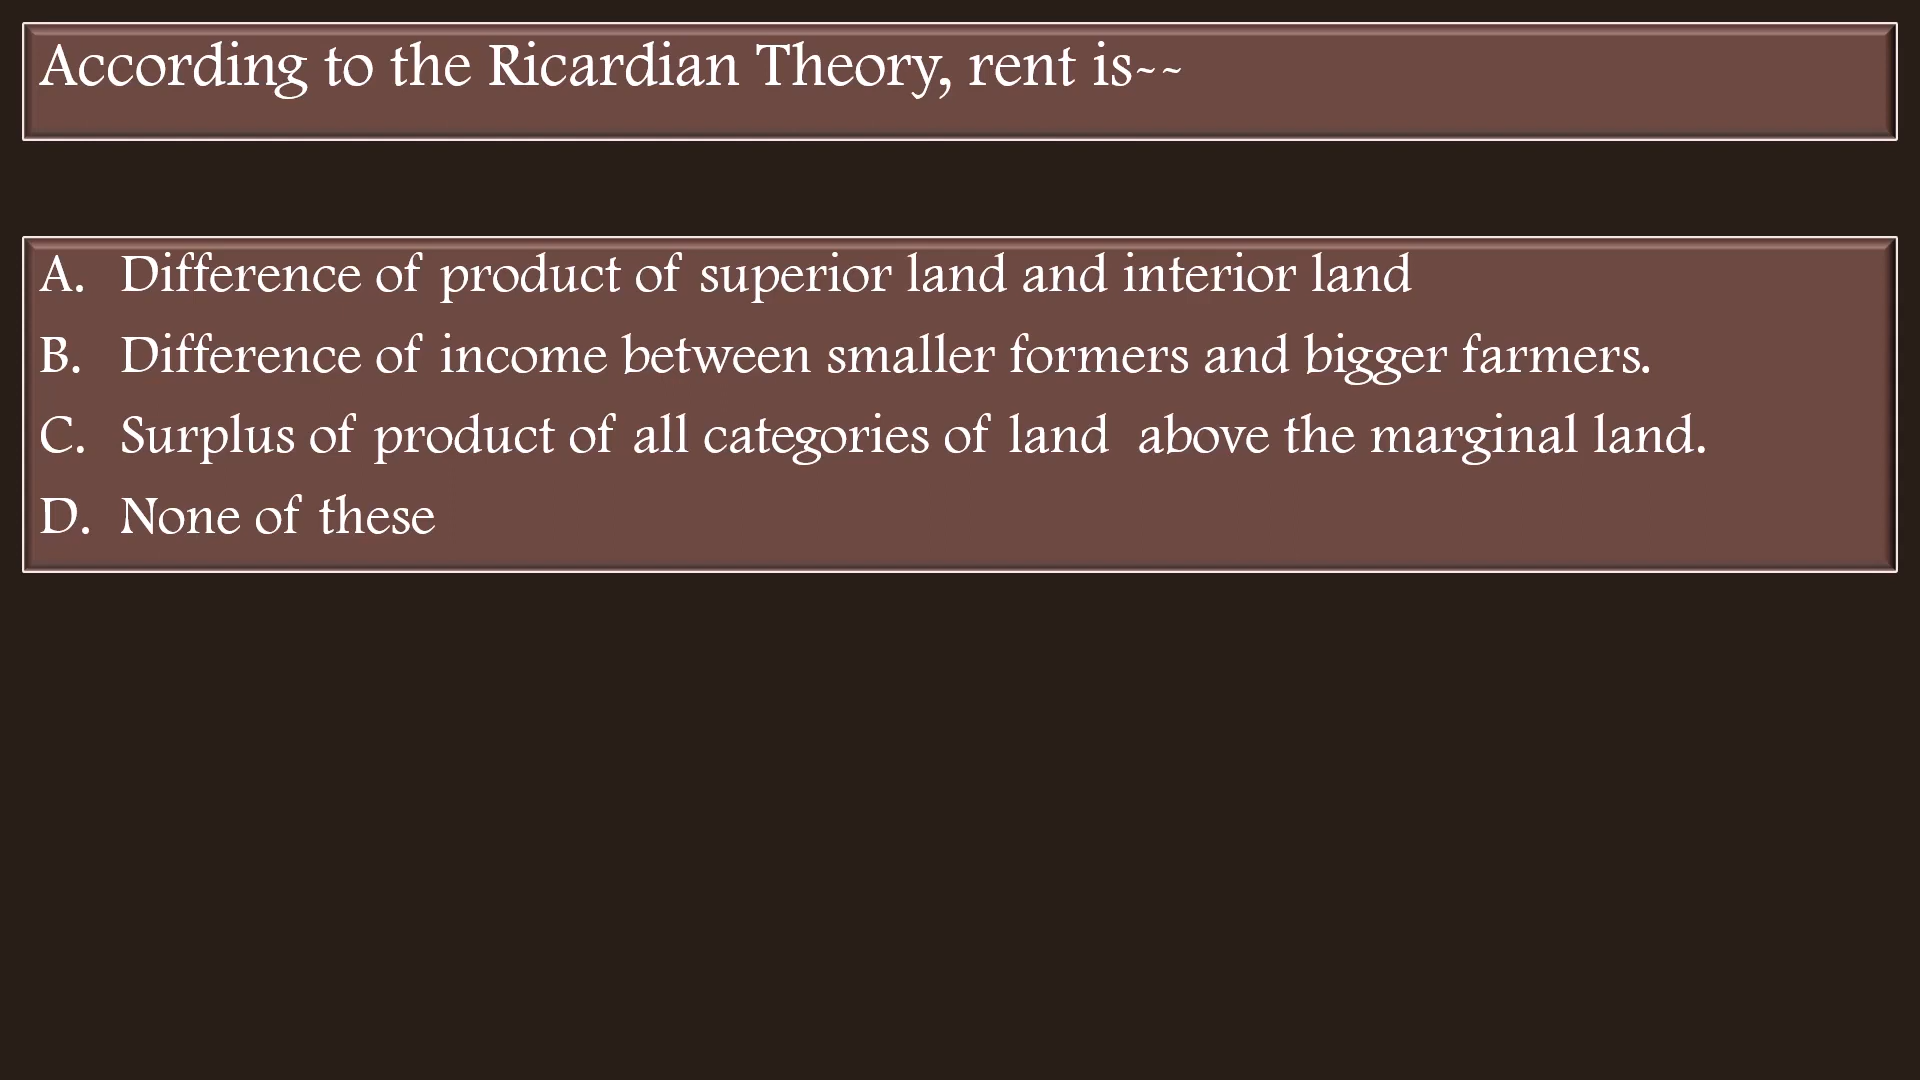 According to the Ricardian Theory, rent is--
A. Difference of product of superior land and interior land
B. Difference of income between smaller formers and bigger farmers.
C. Surplus of product of all categories of land above the marginal land.
D. None of these